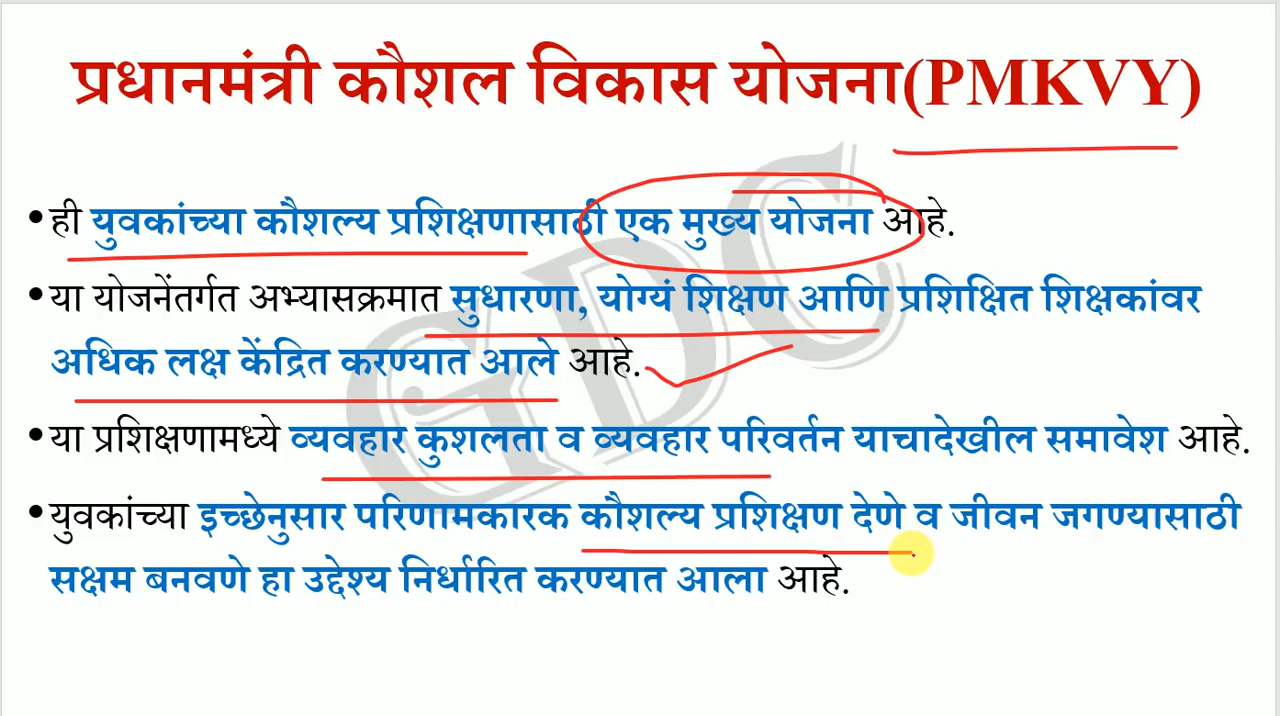 प्रधानमंत्री कौशल विकास योजना(PMKVY)
•ही युवकांच्या कौशल्य प्रशिक्षणासाठी एक मुख्य योजना आहे.
•या योजनेंतर्गत अभ्यासक्रमात सुधारणा, योग्यं शिक्षण आणि प्रशिक्षित शिक्षकांवर
अधिक लक्ष केंद्रित करण्यात आले आहे.
•या प्रशिक्षणामध्ये व्यवहार कुशलता व व्यवहार परिवर्तन याचादेखील समावेश आहे.
•युवकांच्या इच्छेनुसार परिणामकारक कौशल्य प्रशिक्षण देणे व जीवन जगण्यासाठी
सक्षम बनवणे हा उद्देश्य निर्धारित करण्यात आला आहे.
GDC